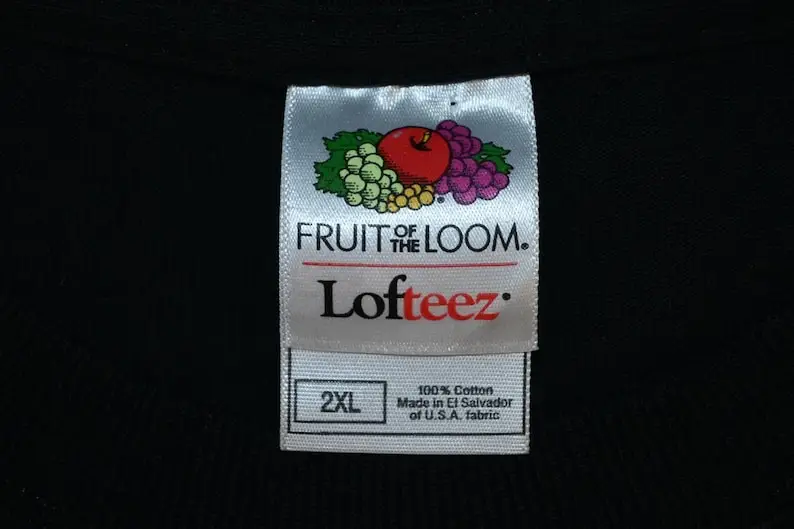 FRUIT OF THE LOOM®
Lofteez
2XL
100% Cotton
Made in El Salvador
of U.S.A. fabric